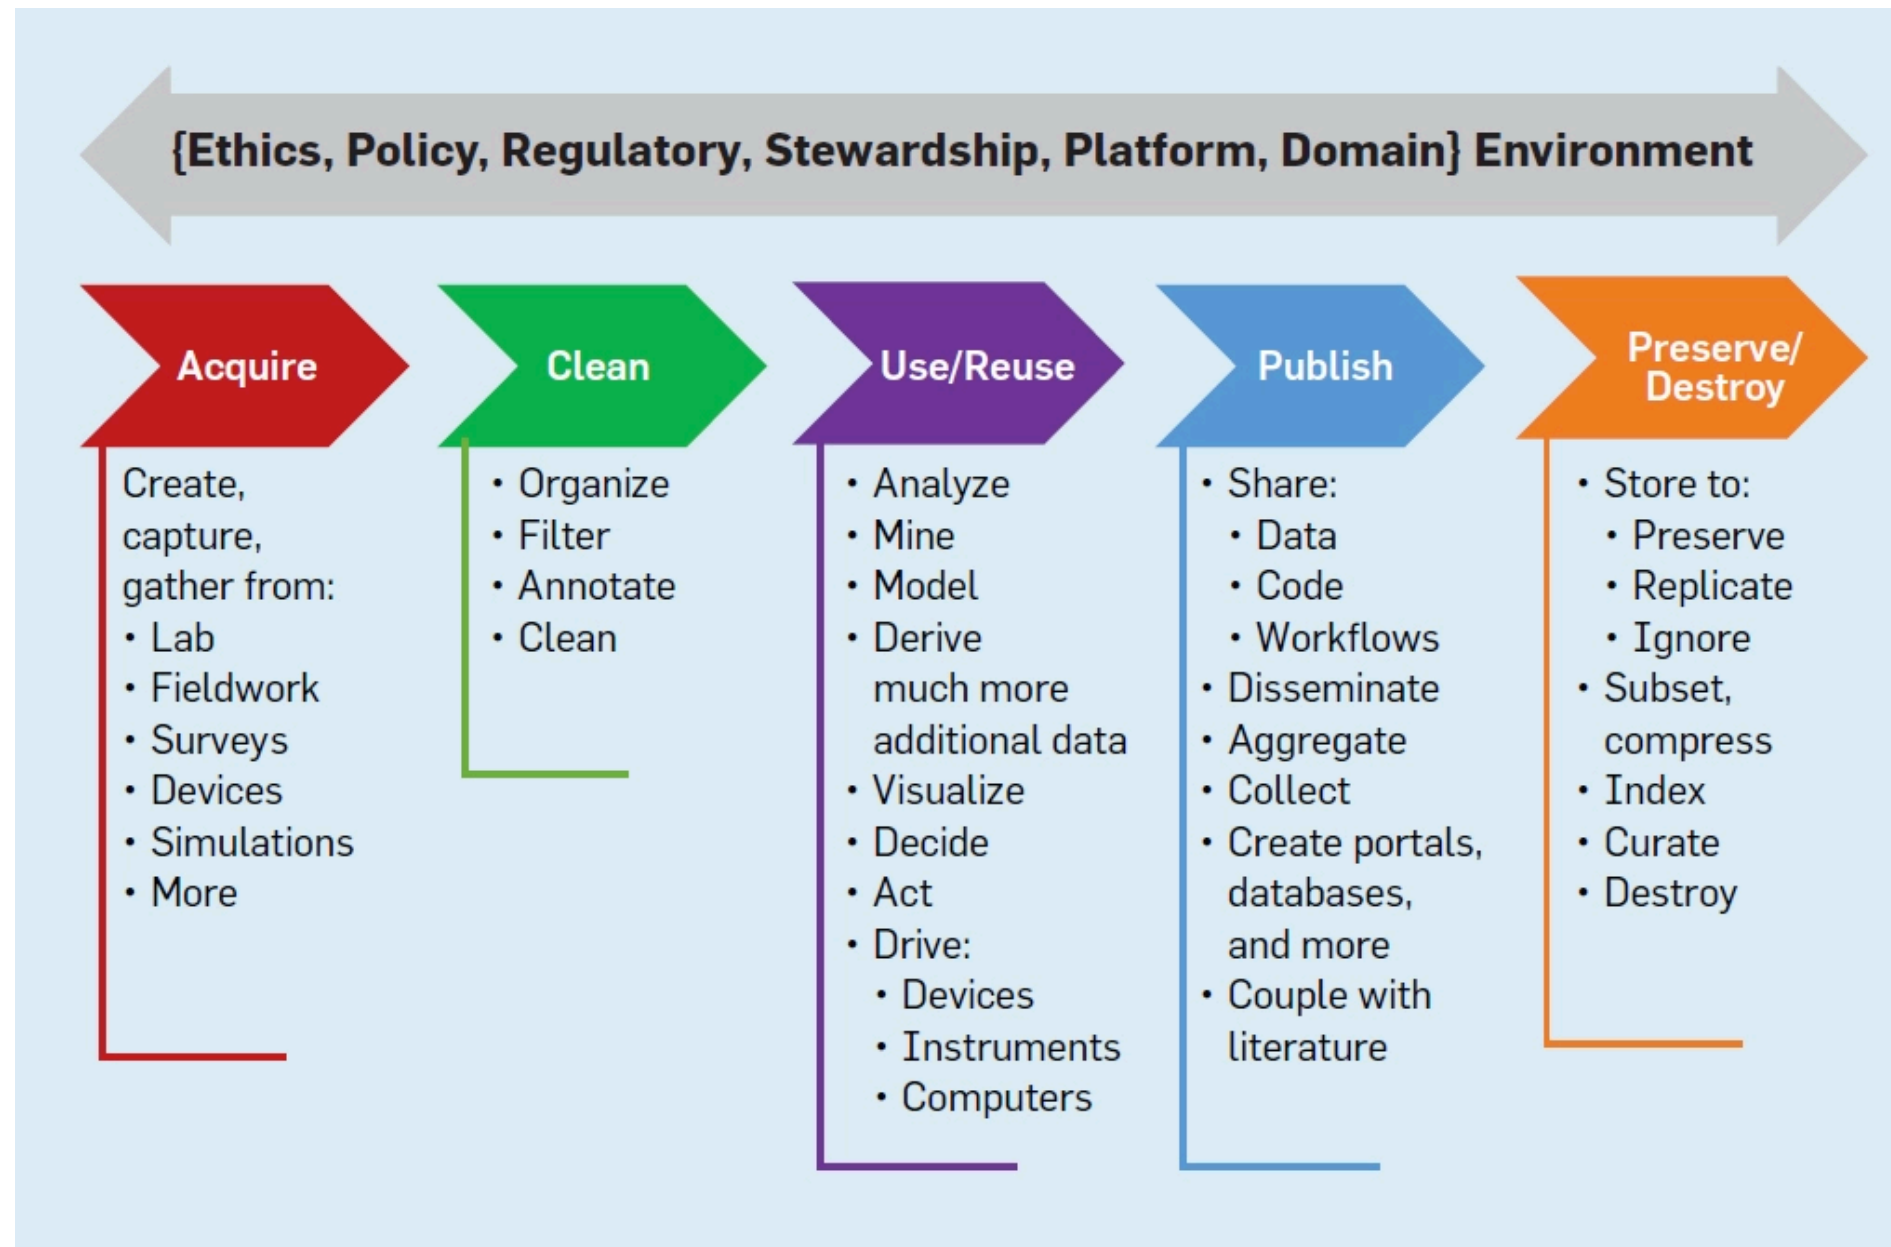 {Ethics, Policy, Regulatory, Stewardship, Platform, Domain} Environment
Acquire
Create,
capture,
gather from:
• Lab
• Fieldwork
• Surveys
• Devices
• Simulations
• More
Clean
• Organize
• Filter
• Annotate
• Clean
Use/Reuse
• Analyze
• Mine
• Model
• Derive
much more
additional data
• Visualize
• Decide
• Act
• Drive:
• Devices
• Instruments
• Computers
Publish
• Share:
• Data
• Code
• Workflows
• Disseminate
• Aggregate
• Collect
• Create portals,
databases,
and more
• Couple with
literature
Preserve/
Destroy
• Store to:
• Preserve
• Replicate
• Ignore
• Subset,
compress
• Index
• Curate
• Destroy